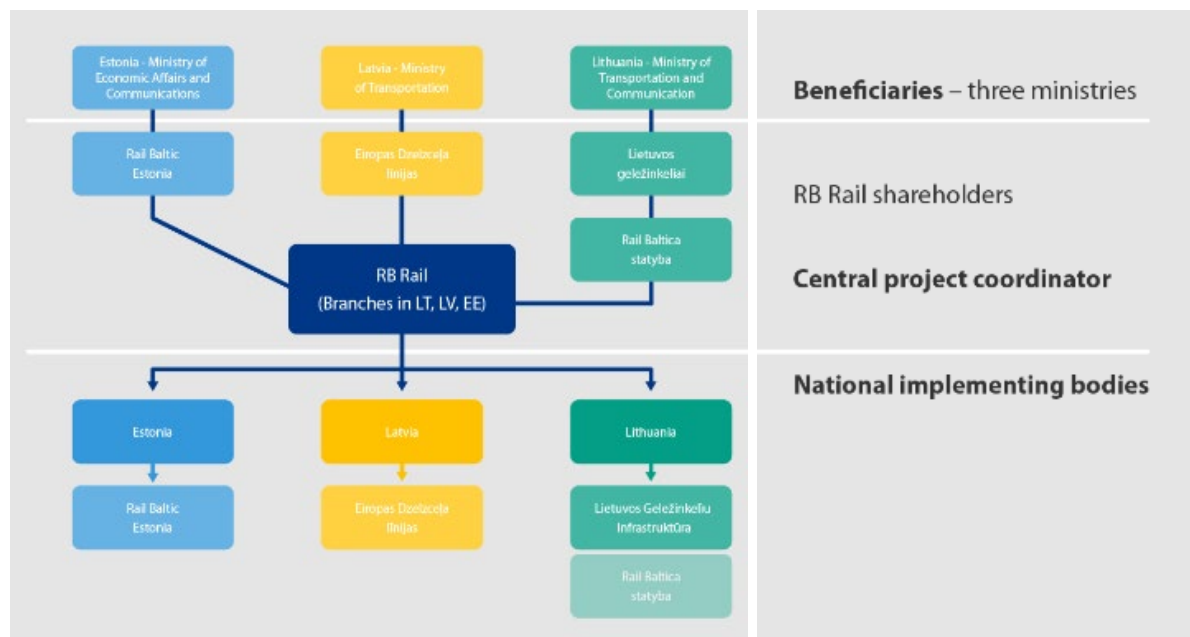 Estonia - Ministry of
Economic Affairs and
Communications
Latvia - Ministry
of Transportation
Lithuania - Ministry of
Transportation and
Communication
Beneficiaries – three ministries
Rail Baltic
Estonia
Eiropas Dzelzceļa
līnijas
Lietuvos
geležinkeliai
RB Rail shareholders
Rail Baltica
statyba
RB Rail
(Branches in LT, LV, EE)
Central project coordinator
National implementing bodies
Estonia
Latvia
Lithuania
Rail Baltic
Estonia
Eiropas Dzelzceļa
līnijas
Lietuvos Geležinkeliu
Infrastruktūra
Rail Baltica
statyba